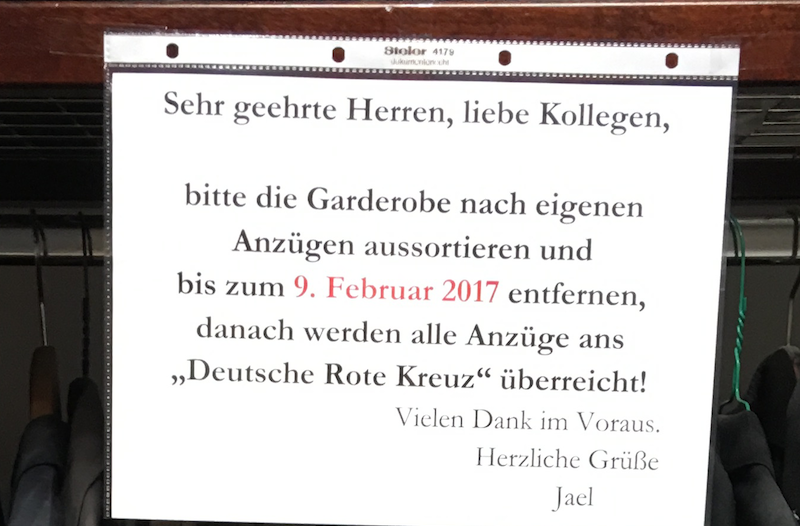 Stoler 4179
dokumentenecht
Sehr geehrte Herren, liebe Kollegen,
bitte die Garderobe nach eigenen
Anzügen aussortieren und
bis zum 9. Februar 2017 entfernen,
danach werden alle Anzüge ans
„Deutsche Rote Kreuz“ überreicht!
Vielen Dank im Voraus.
Herzliche Grüße
Jael